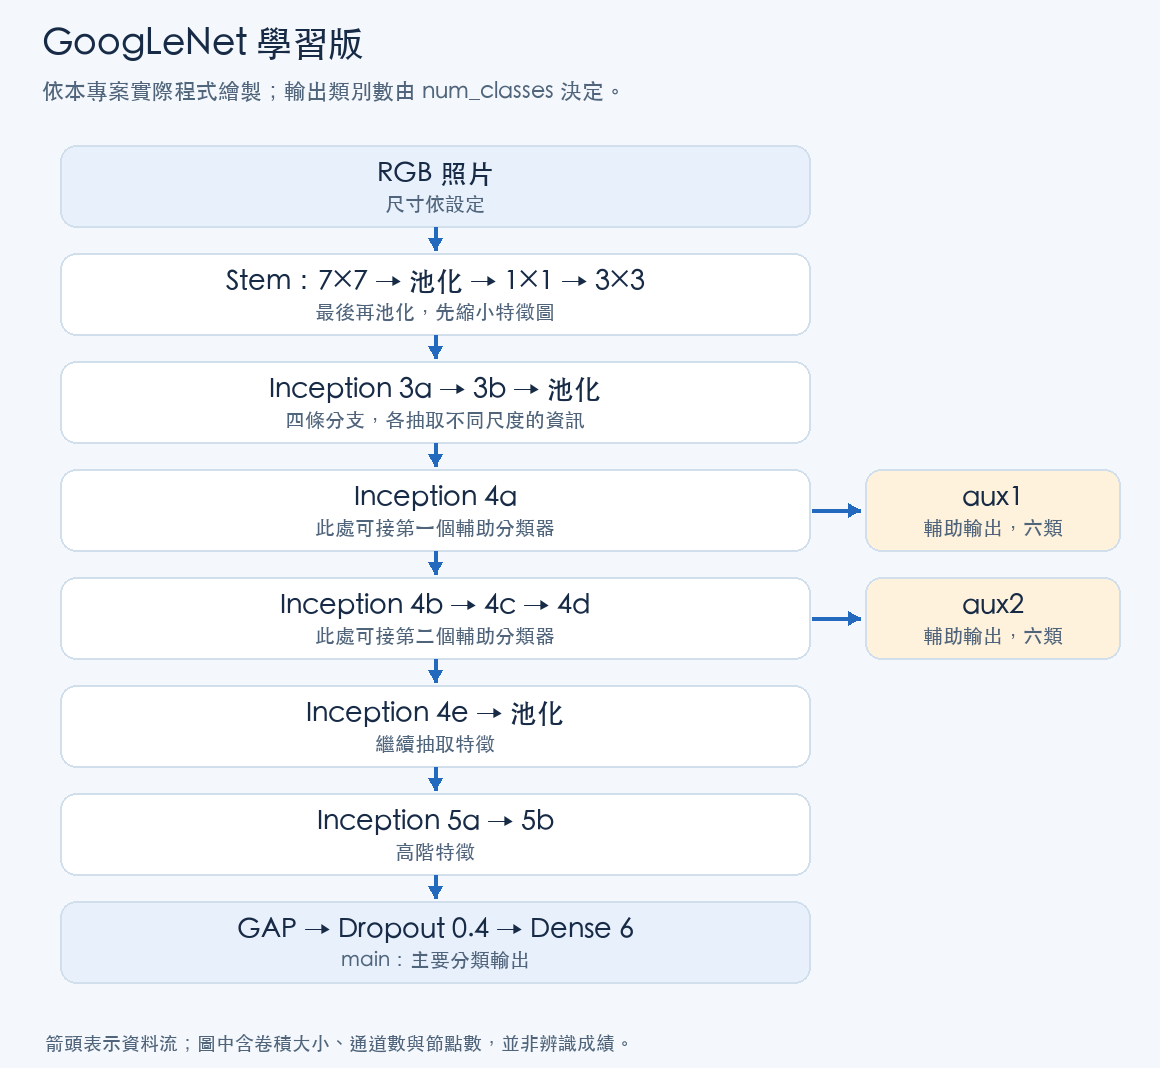 GoogLeNet 學習版
依本專案實際程式繪製；輸出類別數由 num_classes 決定。
RGB 照片
尺寸依設定
Stem：7×7 → 池化 → 1×1 → 3×3
最後再池化，先縮小特徵圖
Inception 3a → 3b → 池化
四條分支，各抽取不同尺度的資訊
Inception 4a
此處可接第一個輔助分類器
aux1
輔助輸出，六類
Inception 4b → 4c → 4d
此處可接第二個輔助分類器
aux2
輔助輸出，六類
Inception 4e → 池化
繼續抽取特徵
Inception 5a → 5b
高階特徵
GAP → Dropout 0.4 → Dense 6
main：主要分類輸出
箭頭表示資料流；圖中含卷積大小、通道數與節點數，並非辨識成績。